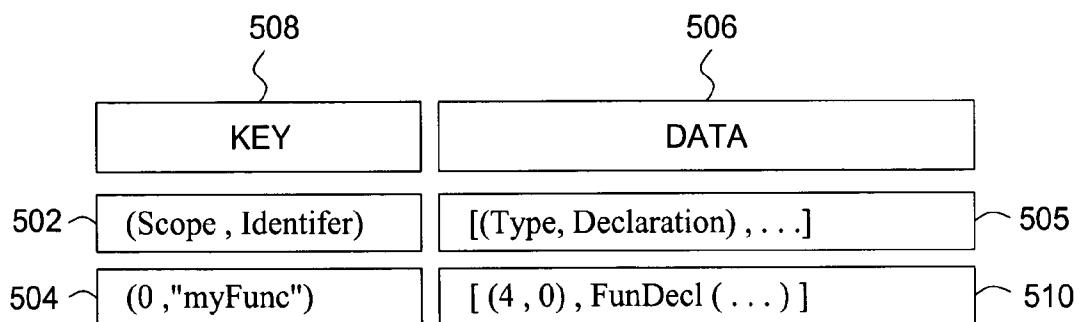 508 506
KEY DATA
502 (Scope , Identifer) [(Type, Declaration) , . . .] 505
504 (0 ,"myFunc") [ (4 , 0) , FunDecl ( . . . ) ] 510